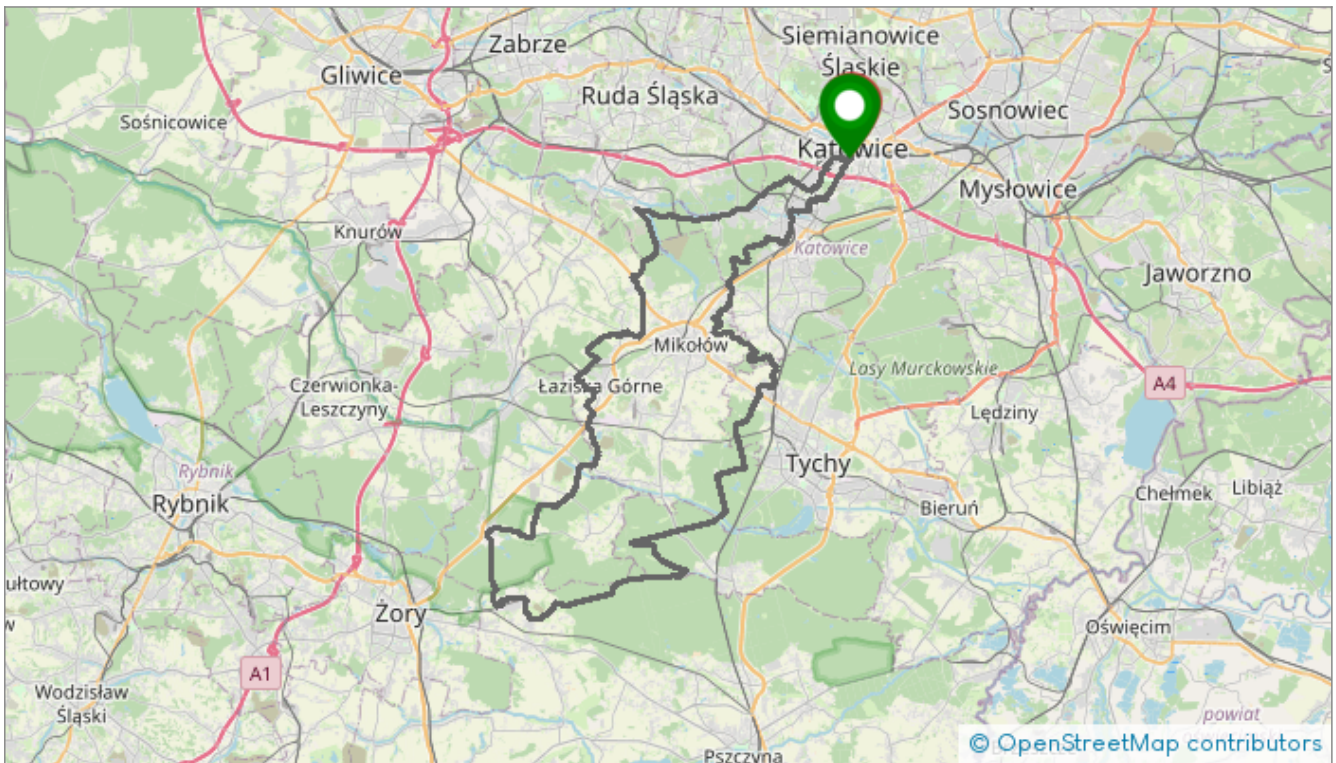 Zabrze
Siemianowice
Śląskie
Gliwice
Ruda Śląska
Sosnowiec
Sośnicowice
Katowice
Mysłowice
Knurów
Katowice
Jaworzno
Mikołów
Lasy Murckowskie
A4
Czerwionka-
Leszczyny
Łaziska Górne
Lędziny
Tychy
Rybnik
Rybnik
Chełmek
Libiąż
Bieruń
ułtowy
Żory
Oświęcim
A1
Wodzisław
Śląski
powiat
Pszczyna
© OpenStreetMap contributors